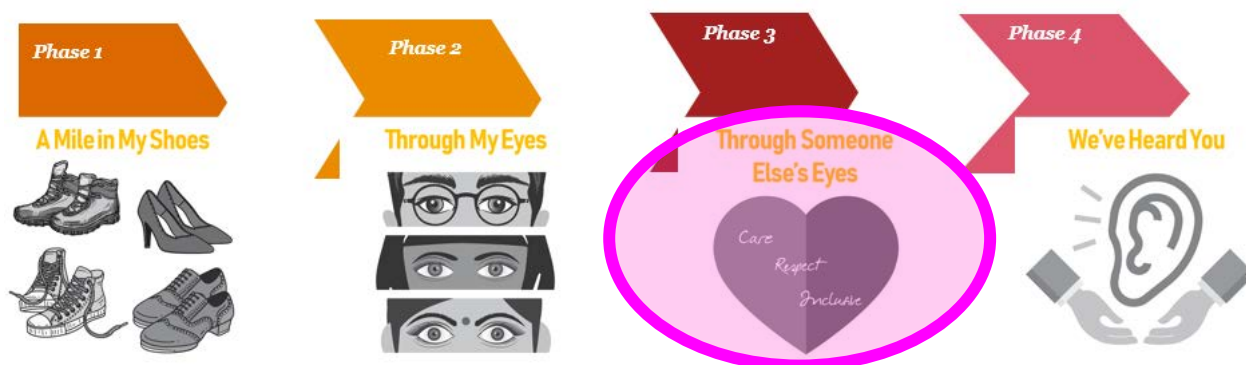 Phase 1
Phase 2
Phase 3
Phase 4
A Mile in My Shoes
Through My Eyes
Through Someone
Else's Eyes
We've Heard You
Care
Respect
Inclusive